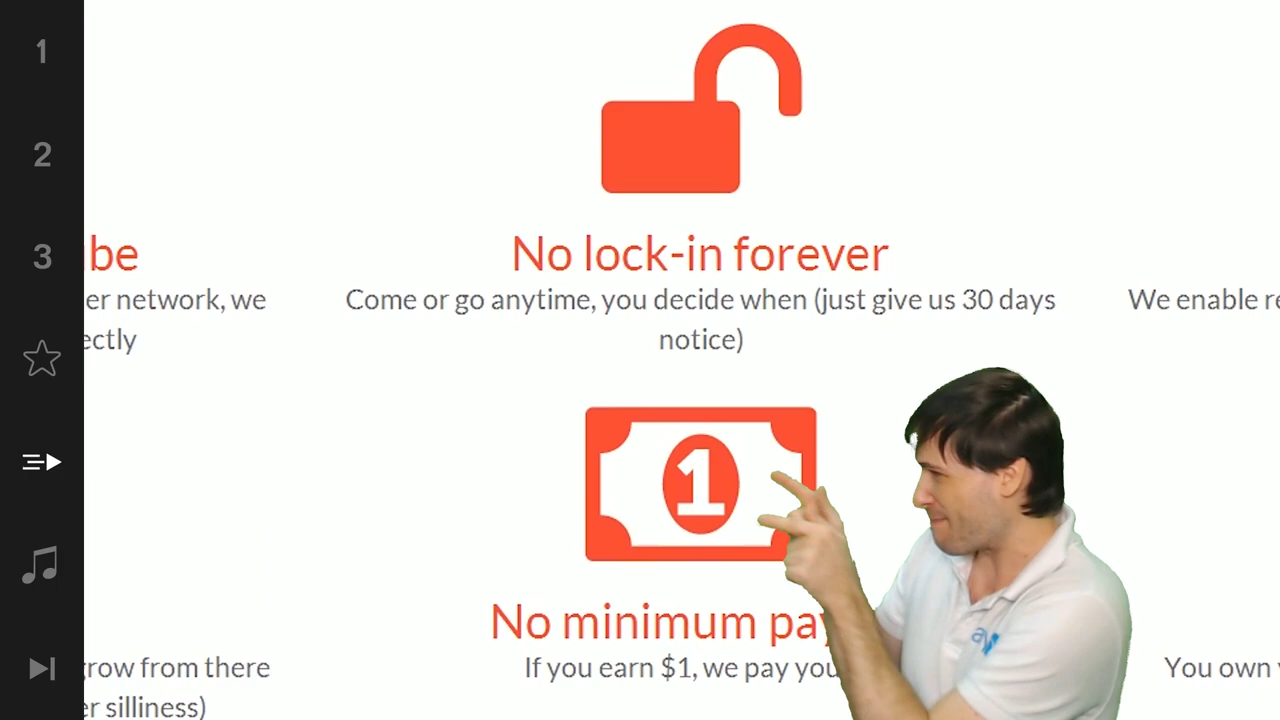 1
2
3
be
No lock-in forever
er network, we
Come or go anytime, you decide when (just give us 30 days
We enable
ectly
notice)
1
No minimum
If you earn $1, we pay you
grow from there
You own
er silliness)